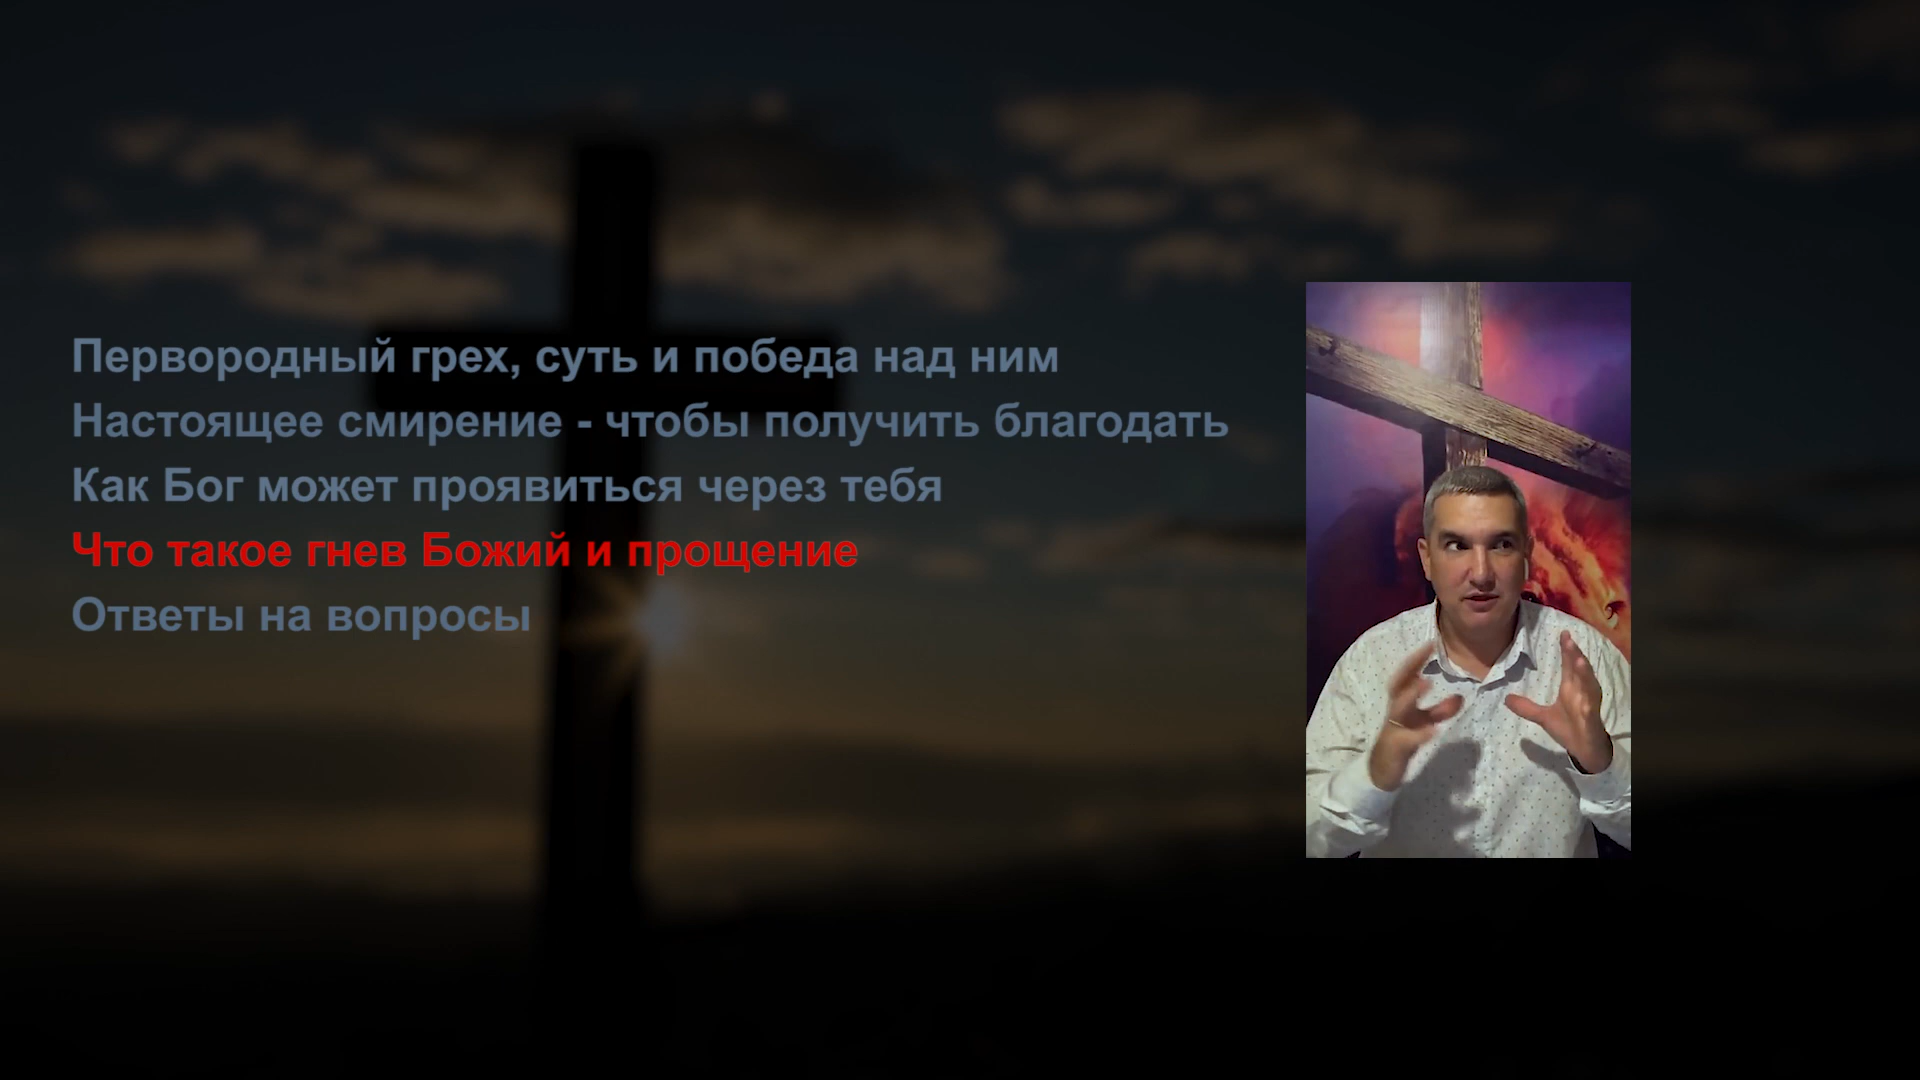 Первородный грех, суть и победа над ним
Настоящее смирение - чтобы получить благодать
Как Бог может проявиться через тебя
Что такое гнев Божий и прощение
Ответы на вопросы